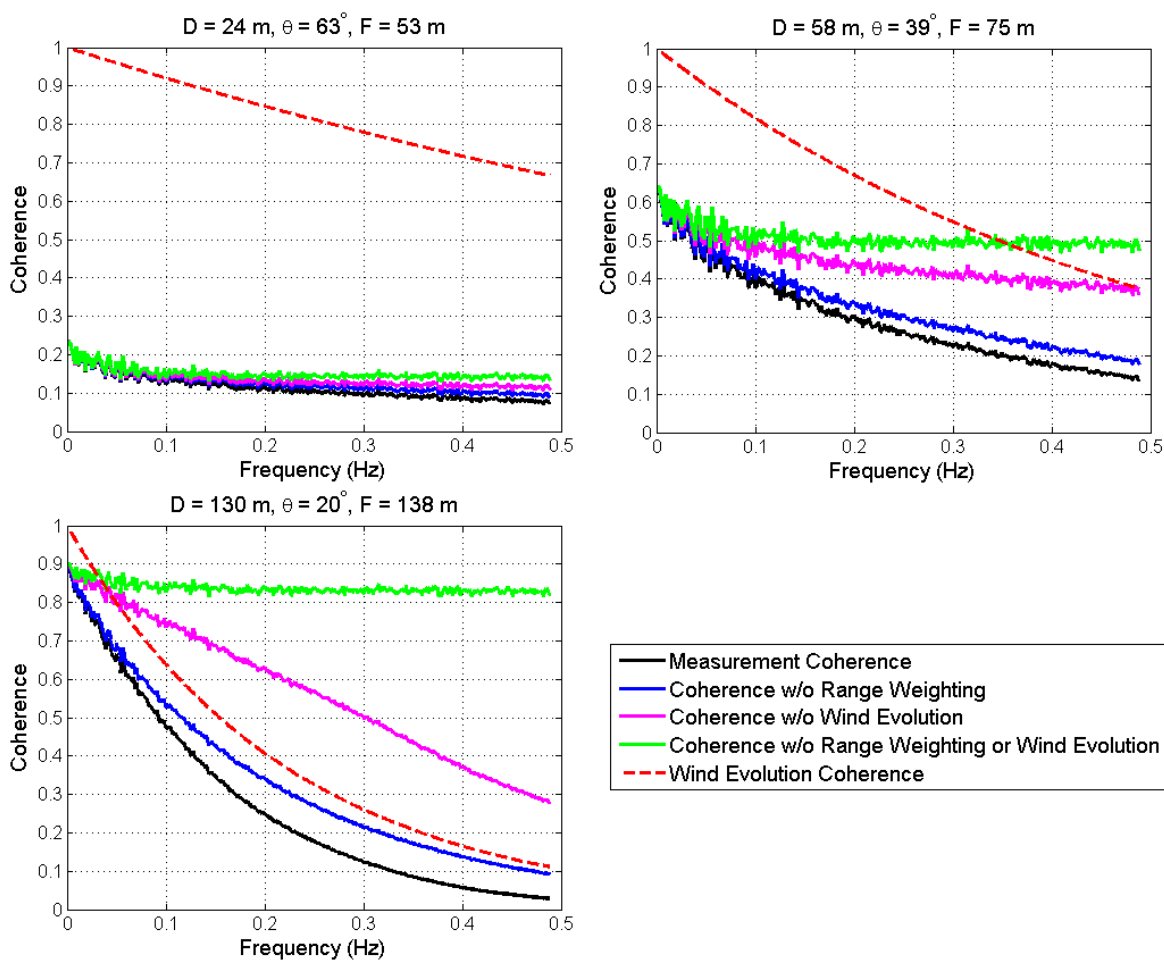 D = 24 m, θ = 63°, F = 53 m
1
0.9
0.8
0.7
0.6
0.5
0.4
0.3
0.2
0.1
0
Coherence
0 0.1 0.2 0.3 0.4 0.5
Frequency (Hz)
D = 58 m, θ = 39°, F = 75 m
1
0.9
0.8
0.7
0.6
0.5
0.4
0.3
0.2
0.1
0
Coherence
0 0.1 0.2 0.3 0.4 0.5
Frequency (Hz)
D = 130 m, θ = 20°, F = 138 m
1
0.9
0.8
0.7
0.6
0.5
0.4
0.3
0.2
0.1
0
Coherence
0 0.1 0.2 0.3 0.4 0.5
Frequency (Hz)
Measurement Coherence
Coherence w/o Range Weighting
Coherence w/o Wind Evolution
Coherence w/o Range Weighting or Wind Evolution
Wind Evolution Coherence